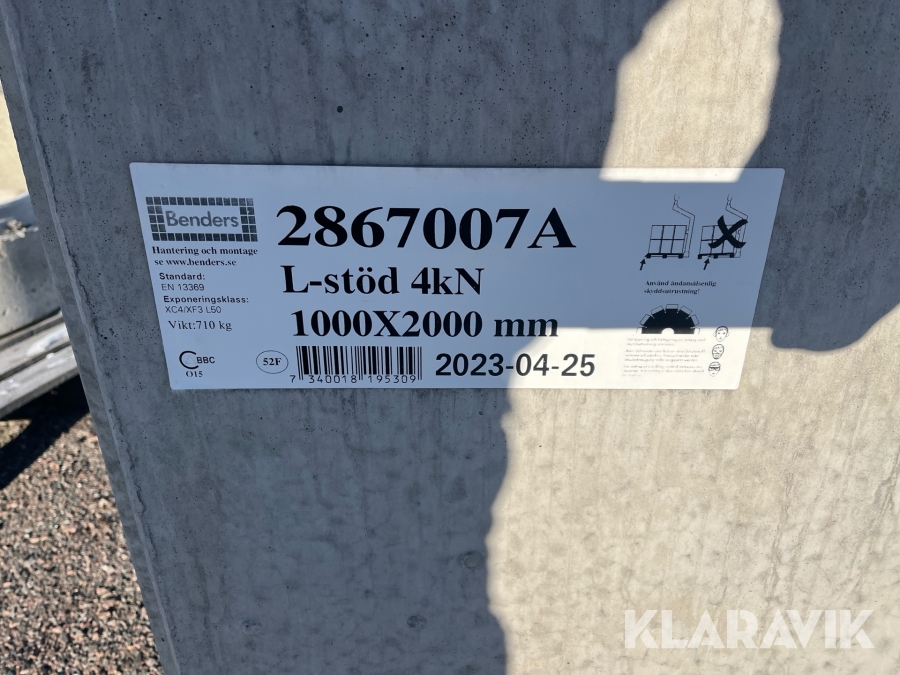 Benders
Hantering och montage
se www.benders.se
Standard:
EN 13369
Exponeringsklass:
XC4/XF3 L50
Vikt:710 kg
BBC
O15
52F
2867007A
L-stöd 4kN
1000X2000 mm
7 340018 195309
2023-04-25
Använd ändamålsenlig
skyddsutrustning!
KLARAVIK